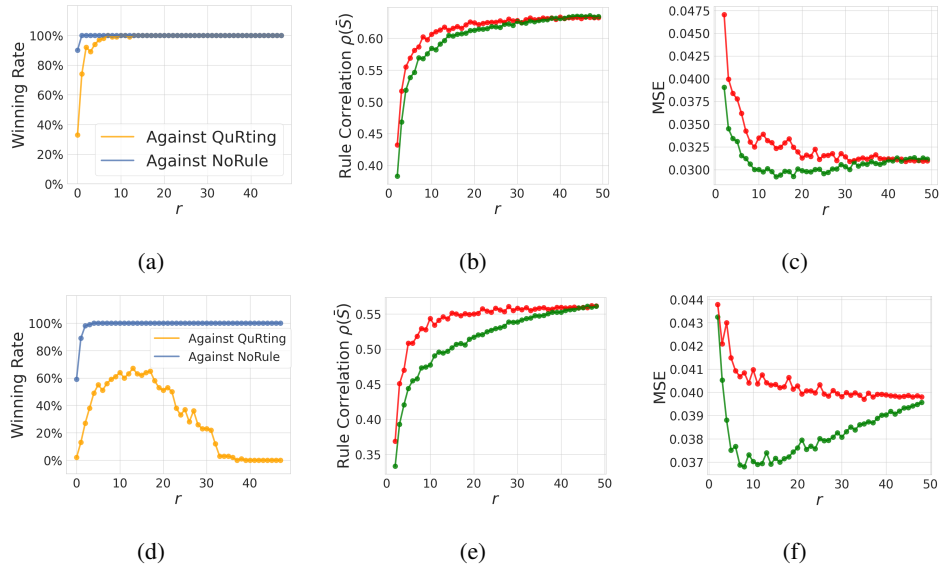 100%
80%
60%
40%
20%
0%
Winning Rate
Against QuRting
Against NoRule
0
20
40
r
(a)
0.60
0.55
0.50
0.45
0.40
Rule Correlation ρ(S̄)
0 10 20 30 40 50
r
(b)
0.0475
0.0450
0.0425
0.0400
0.0375
0.0350
0.0325
0.0300
MSE
0 10 20 30 40 50
r
(c)
100%
80%
60%
40%
20%
0%
Winning Rate
Against QuRting
Against NoRule
0 20 40
r
(d)
0.55
0.50
0.45
0.40
0.35
Rule Correlation ρ(S̄)
0 10 20 30 40 50
r
(e)
0.044
0.043
0.042
0.041
0.040
0.039
0.038
0.037
MSE
0 10 20 30 40 50
r
(f)